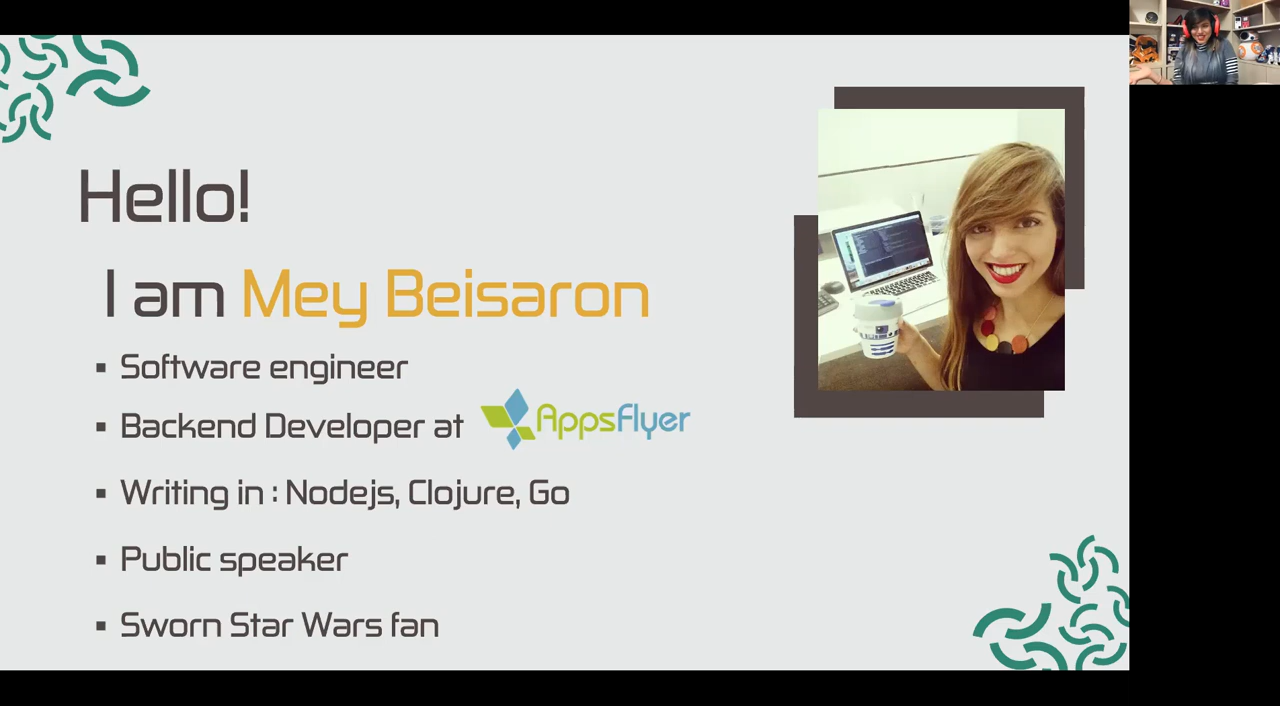 Hello!
I am Mey Beisaron
▪ Software engineer
▪ Backend Developer at AppsFlyer
▪ Writing in : Nodejs, Clojure, Go
▪ Public speaker
▪ Sworn Star Wars fan